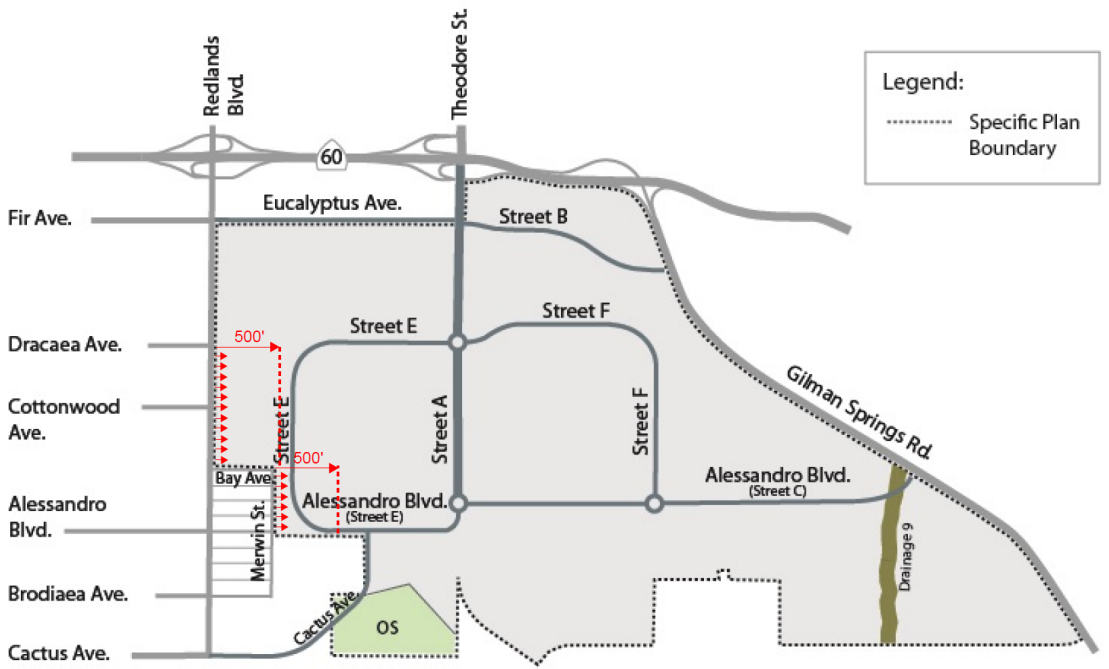 Redlands
Blvd.
Theodore St.
Legend:
Specific Plan
Boundary
60
Fir Ave.
Eucalyptus Ave.
Street B
Street F
Street E
Dracaea Ave.
500'
Gilman Springs Rd.
Cottonwood
Ave.
Street E
Street A
Street F
500'
Bay Ave
Alessandro Blvd.
(Street C)
Alessandro Blvd.
(Street E)
Alessandro
Blvd.
Merwin St.
Drainage 9
Brodiaea Ave.
Cactus Ave.
OS
Cactus Ave.